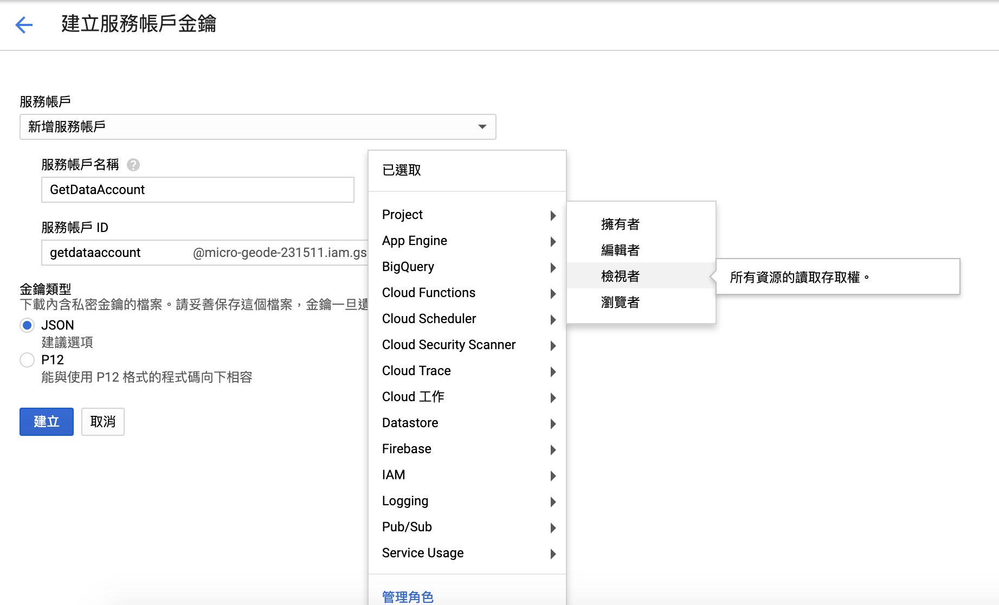 建立服務帳戶金鑰
服務帳戶
新增服務帳戶
服務帳戶名稱
GetDataAccount
服務帳戶 ID
getdataaccount @micro-geode-231511.iam.gs
金鑰類型
下載內含私密金鑰的檔案。請妥善保存這個檔案，金鑰一旦遺
JSON
建議選項
P12
能與使用 P12 格式的程式碼向下相容
建立 取消
已選取
Project
App Engine
BigQuery
Cloud Functions
Cloud Scheduler
Cloud Security Scanner
Cloud Trace
Cloud 工作
Datastore
Firebase
IAM
Logging
Pub/Sub
Service Usage
管理角色
擁有者
編輯者
檢視者
瀏覽者
所有資源的讀取存取權。